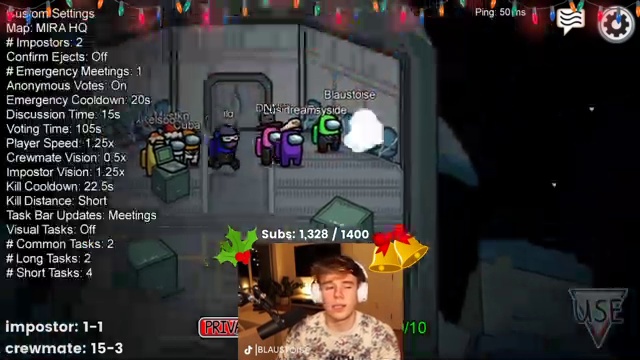 Custom Settings
Map: MIRA HQ
# Impostors: 2
Confirm Ejects: Off
# Emergency Meetings: 1
Anonymous Votes: On
Emergency Cooldown: 20s
Discussion Time: 15s
Voting Time: 105s
Player Speed: 1.25x
Crewmate Vision: 0.5x
Impostor Vision: 1.25x
Kill Cooldown: 22.5s
Kill Distance: Short
Task Bar Updates: Meetings
Visual Tasks: Off
# Common Tasks: 2
# Long Tasks: 2
# Short Tasks: 4
impostor: 1-1
crewmate: 15-3
Ping: 50ms
Blaustoise
Subs: 1,328 / 1400
/10
USE